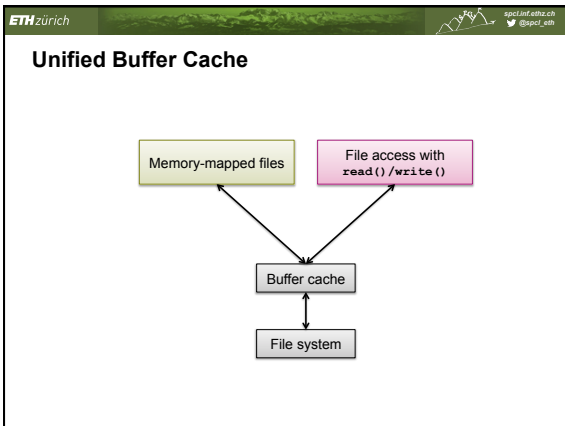 ETHzürich
spcl.inf.ethz.ch
@spcl_eth
Unified Buffer Cache
Memory-mapped files
File access with
read()/write()
Buffer cache
File system